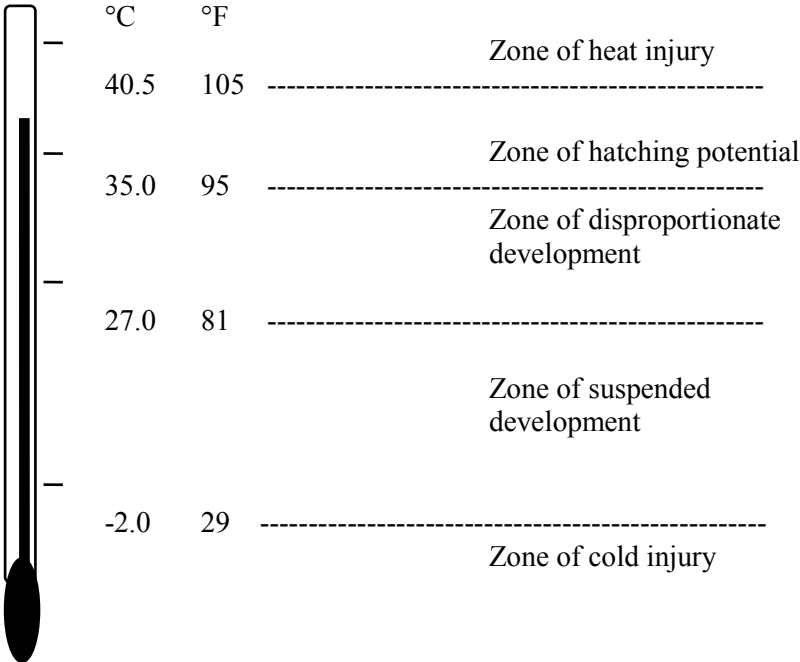 °C °F
Zone of heat injury
40.5 105 ----------------------------------------------------
Zone of hatching potential
35.0 95 ----------------------------------------------------
Zone of disproportionate
development
27.0 81 ----------------------------------------------------
Zone of suspended
development
-2.0 29 -----------------------------------------------------
Zone of cold injury